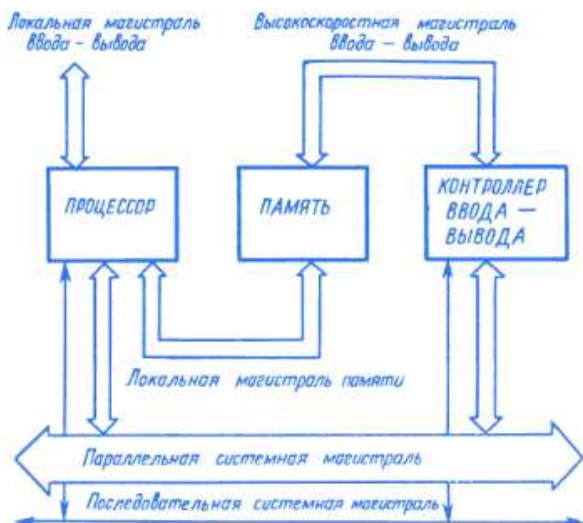 Локальная магистраль
ввода – вывода
Высокоскоростная магистраль
ввода – вывода
ПРОЦЕССОР
ПАМЯТЬ
КОНТРОЛЛЕР
ВВОДА —
ВЫВОДА
Локальная магистраль памяти
Параллельная системная магистраль
Последовательная системная магистраль